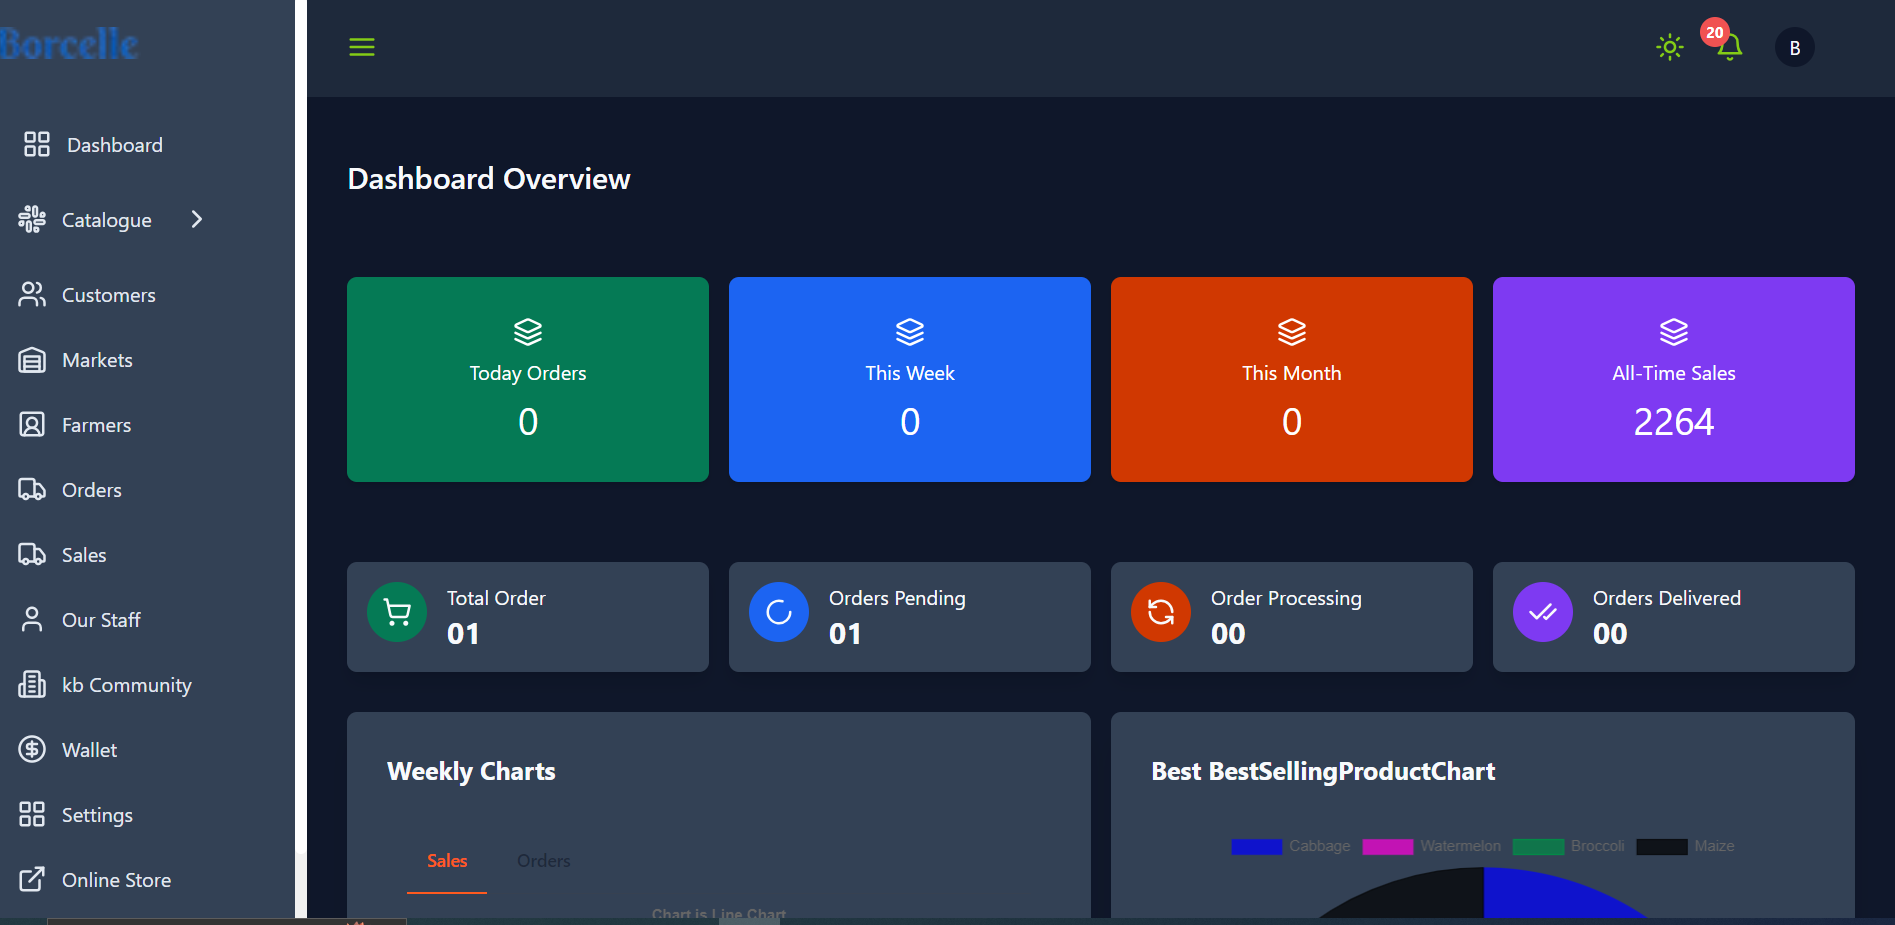 Borcelle
Dashboard
Catalogue
Customers
Markets
Farmers
Orders
Sales
Our Staff
kb Community
Wallet
Settings
Online Store
20
B
Dashboard Overview
Today Orders
0
This Week
0
This Month
0
All-Time Sales
2264
Total Order
01
Orders Pending
01
Order Processing
00
Orders Delivered
00
Weekly Charts
Sales Orders
Chart is Line Chart
Best BestSellingProductChart
Cabbage Watermelon Broccoli Maize